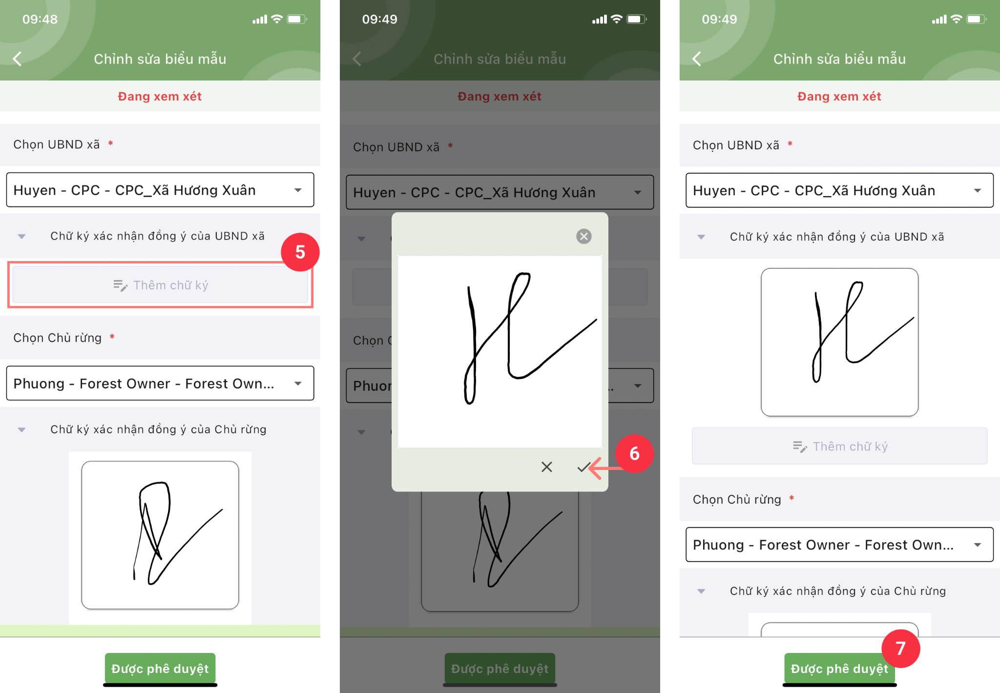 09:48
Chỉnh sửa biểu mẫu
Đang xem xét
Chọn UBND xã *
Huyen - CPC - CPC_Xã Hương Xuân
Chữ ký xác nhận đồng ý của UBND xã
5
Thêm chữ ký
Chọn Chủ rừng *
Phuong - Forest Owner - Forest Own...
Chữ ký xác nhận đồng ý của Chủ rừng
Được phê duyệt
09:49
Chỉnh sửa biểu mẫu
Đang xem xét
Chọn UBND xã *
Huyen - CPC - CPC_Xã Hương Xuân
Chọn
6
Được phê duyệt
09:49
Chỉnh sửa biểu mẫu
Đang xem xét
Chọn UBND xã *
Huyen - CPC - CPC_Xã Hương Xuân
Chữ ký xác nhận đồng ý của UBND xã
Thêm chữ ký
Chọn Chủ rừng *
Phuong - Forest Owner - Forest Own...
Chữ ký xác nhận đồng ý của Chủ rừng
7
Được phê duyệt